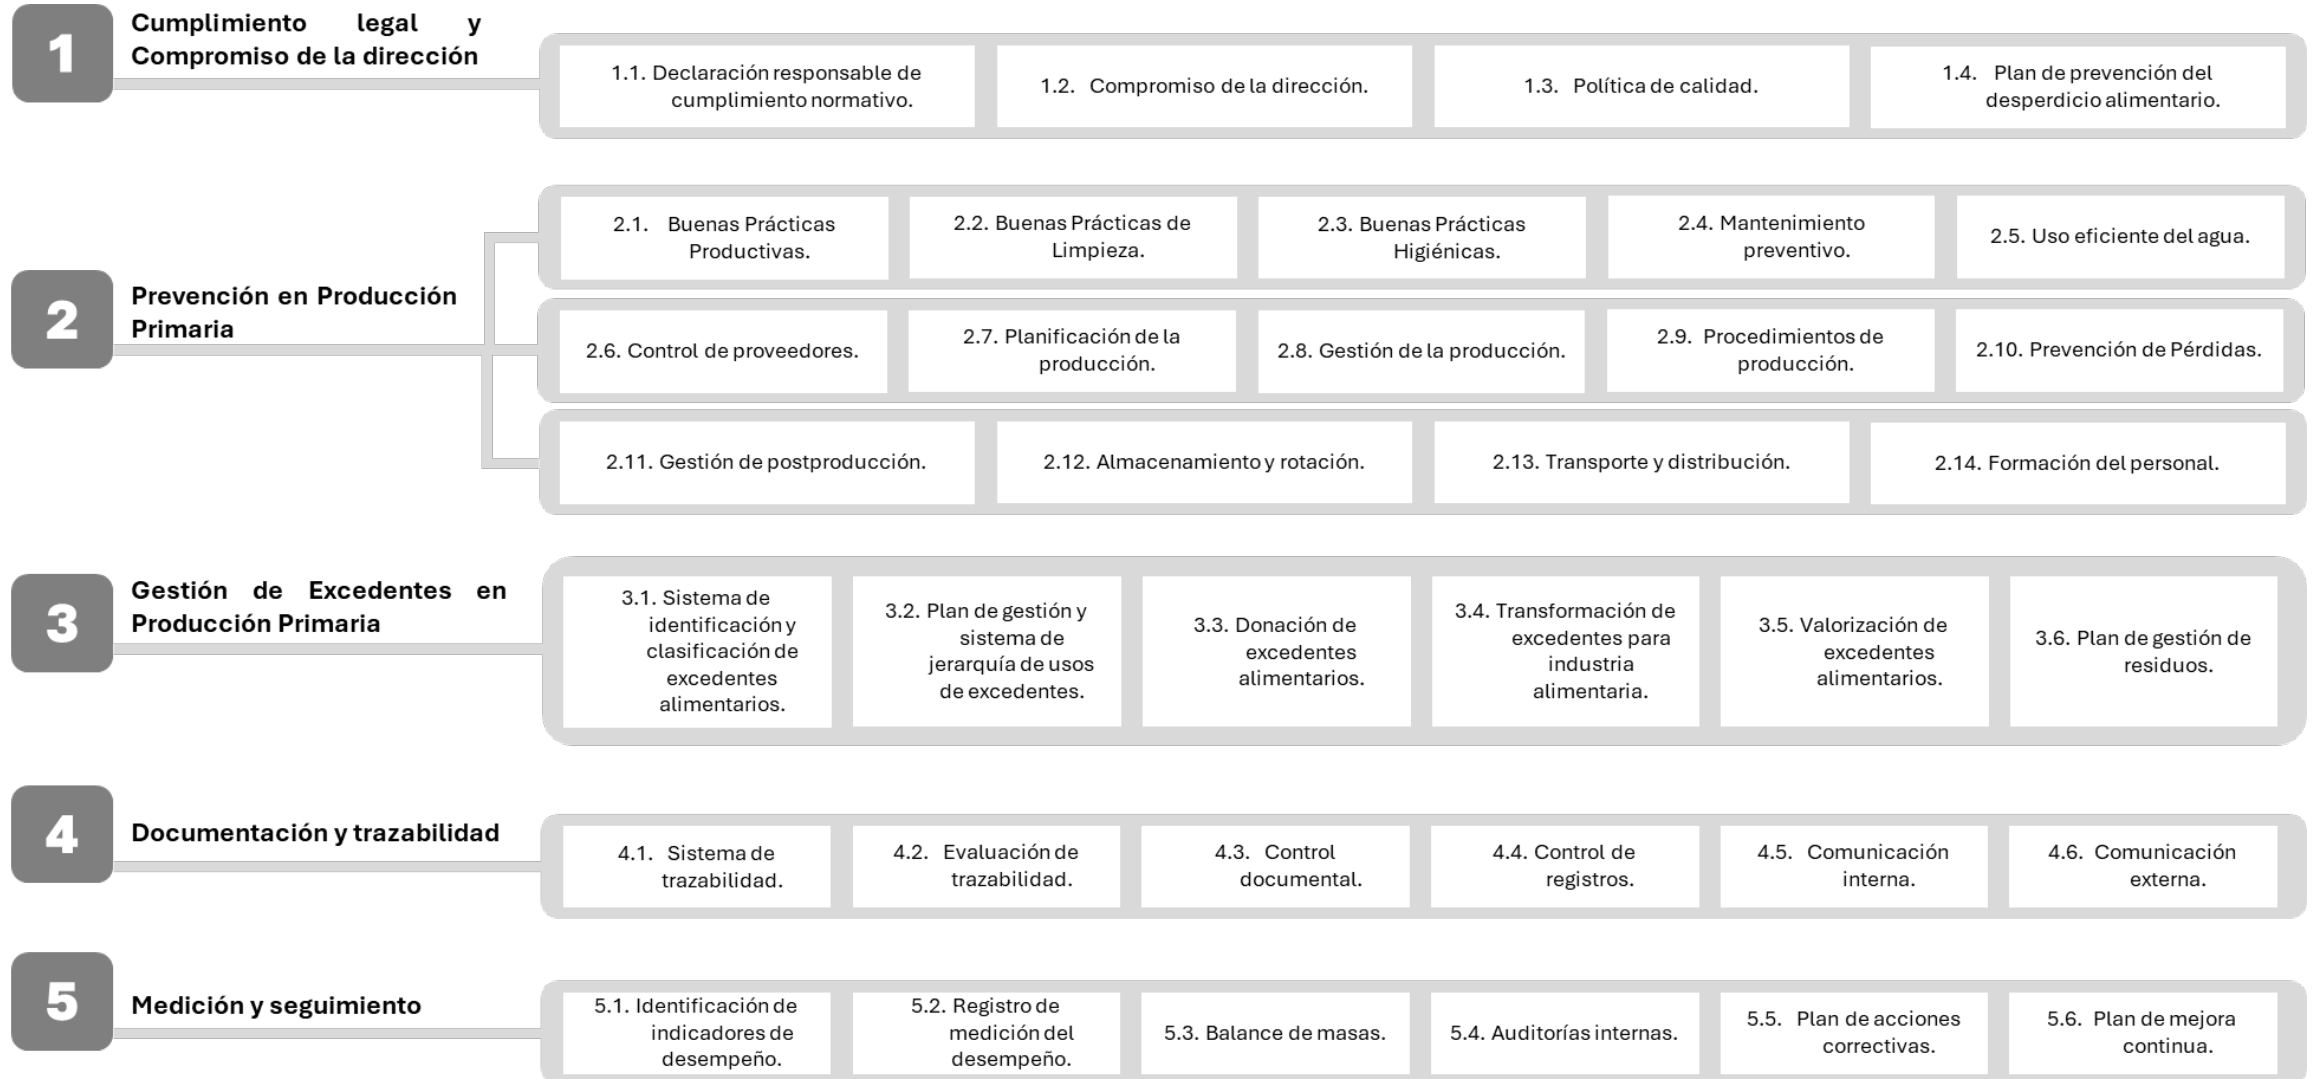 1
Cumplimiento legal y
Compromiso de la dirección
1.1. Declaración responsable de
cumplimiento normativo.
1.2. Compromiso de la dirección.
1.3. Política de calidad.
1.4. Plan de prevención del
desperdicio alimentario.
2
Prevención en Producción
Primaria
2.1. Buenas Prácticas
Productivas.
2.2. Buenas Prácticas de
Limpieza.
2.3. Buenas Prácticas
Higiénicas.
2.4. Mantenimiento
preventivo.
2.5. Uso eficiente del agua.
2.6. Control de proveedores.
2.7. Planificación de la
producción.
2.8. Gestión de la producción.
2.9. Procedimientos de
producción.
2.10. Prevención de Pérdidas.
2.11. Gestión de postproducción.
2.12. Almacenamiento y rotación.
2.13. Transporte y distribución.
2.14. Formación del personal.
3
Gestión de Excedentes en
Producción Primaria
3.1. Sistema de
identificación y
clasificación de
excedentes
alimentarios.
3.2. Plan de gestión y
sistema de
jerarquía de usos
de excedentes.
3.3. Donación de
excedentes
alimentarios.
3.4. Transformación de
excedentes para
industria
alimentaria.
3.5. Valorización de
excedentes
alimentarios.
3.6. Plan de gestión de
residuos.
4
Documentación y trazabilidad
4.1. Sistema de
trazabilidad.
4.2. Evaluación de
trazabilidad.
4.3. Control
documental.
4.4. Control de
registros.
4.5. Comunicación
interna.
4.6. Comunicación
externa.
5
Medición y seguimiento
5.1. Identificación de
indicadores de
desempeño.
5.2. Registro de
medición del
desempeño.
5.3. Balance de masas.
5.4. Auditorías internas.
5.5. Plan de acciones
correctivas.
5.6. Plan de mejora
continua.